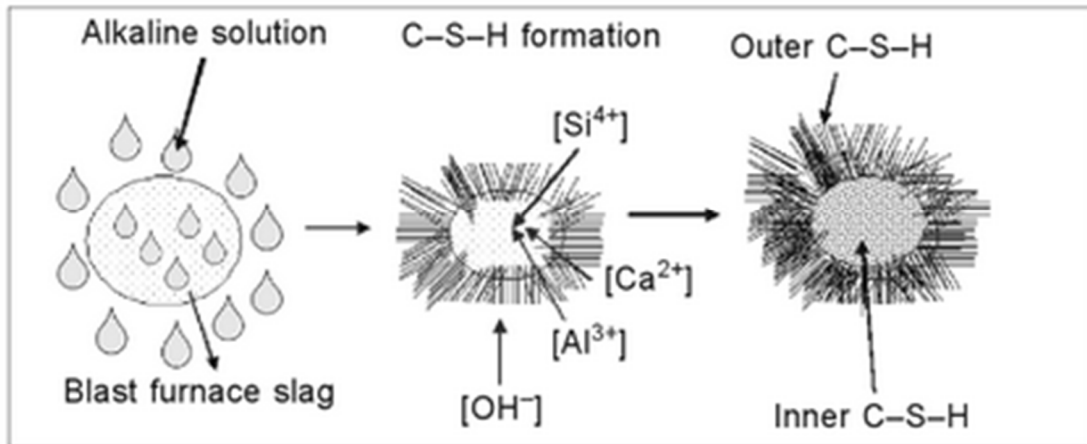 Alkaline solution
C–S–H formation
Outer C–S–H
[Si⁴⁺]
[Ca²⁺]
[Al³⁺]
[OH⁻]
Blast furnace slag
Inner C–S–H